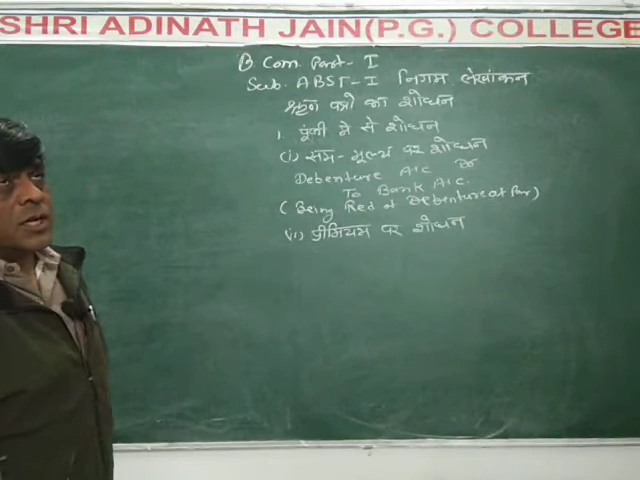 SHRI ADINATH JAIN(P.G.) COLLEGE
B Com. Part - I
Sub. ABST-I निगम लेखांकन
ऋण पत्रो का शोधन
1. पूंजी मे से शोधन
(i) सम - मूल्य पर शोधन
Debenture A/c Dr
To Bank A/c.
(Being Red of Debenture at Par)
(ii) प्रीमियम पर शोधन